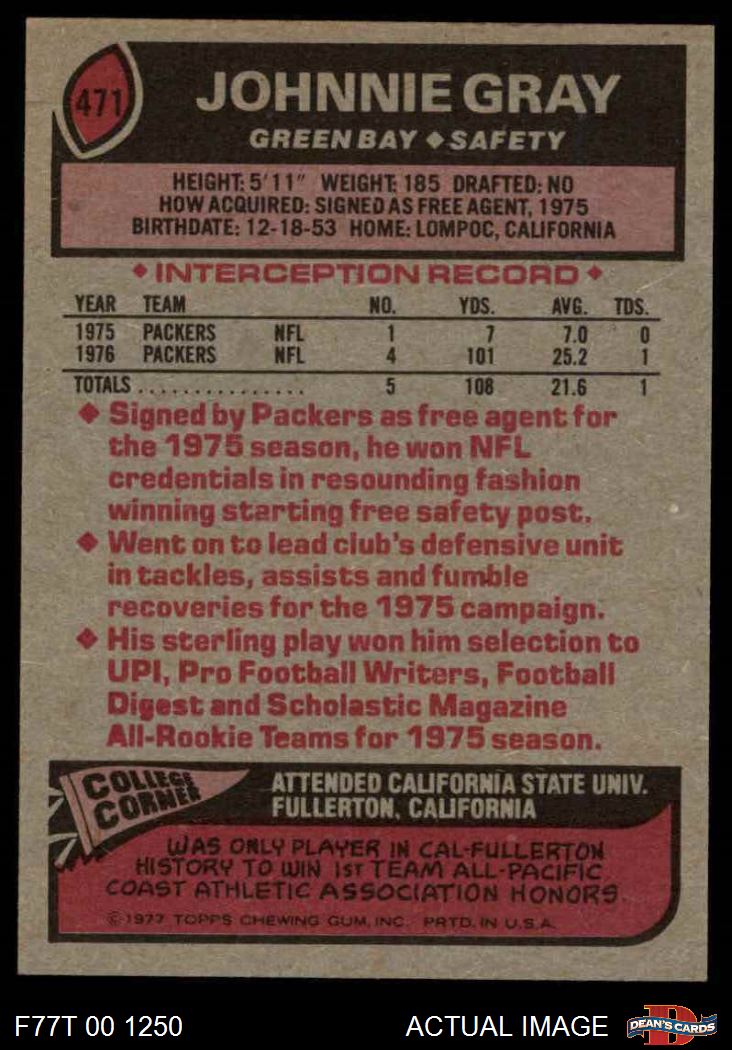 471
JOHNNIE GRAY
GREEN BAY ◆ SAFETY
HEIGHT: 5'11" WEIGHT: 185 DRAFTED: NO
HOW ACQUIRED: SIGNED AS FREE AGENT, 1975
BIRTHDATE: 12-18-53 HOME: LOMPOC, CALIFORNIA
◆ INTERCEPTION RECORD ◆
YEAR TEAM NO. YDS. AVG. TDS.
1975 PACKERS NFL 1 7 7.0 0
1976 PACKERS NFL 4 101 25.2 1
TOTALS . . . . . . . . . . . . . . . 5 108 21.6 1
◆ Signed by Packers as free agent for
the 1975 season, he won NFL
credentials in resounding fashion
winning starting free safety post.
◆ Went on to lead club's defensive unit
in tackles, assists and fumble
recoveries for the 1975 campaign.
◆ His sterling play won him selection to
UPI, Pro Football Writers, Football
Digest and Scholastic Magazine
All-Rookie Teams for 1975 season.
COLLEGE
CORNER
ATTENDED CALIFORNIA STATE UNIV.
FULLERTON, CALIFORNIA
WAS ONLY PLAYER IN CAL-FULLERTON
HISTORY TO WIN 1ST TEAM ALL-PACIFIC
COAST ATHLETIC ASSOCIATION HONORS.
©1977 TOPPS CHEWING GUM, INC. PRTD. IN U.S.A.
F77T 00 1250 ACTUAL IMAGE
DEAN'S CARDS